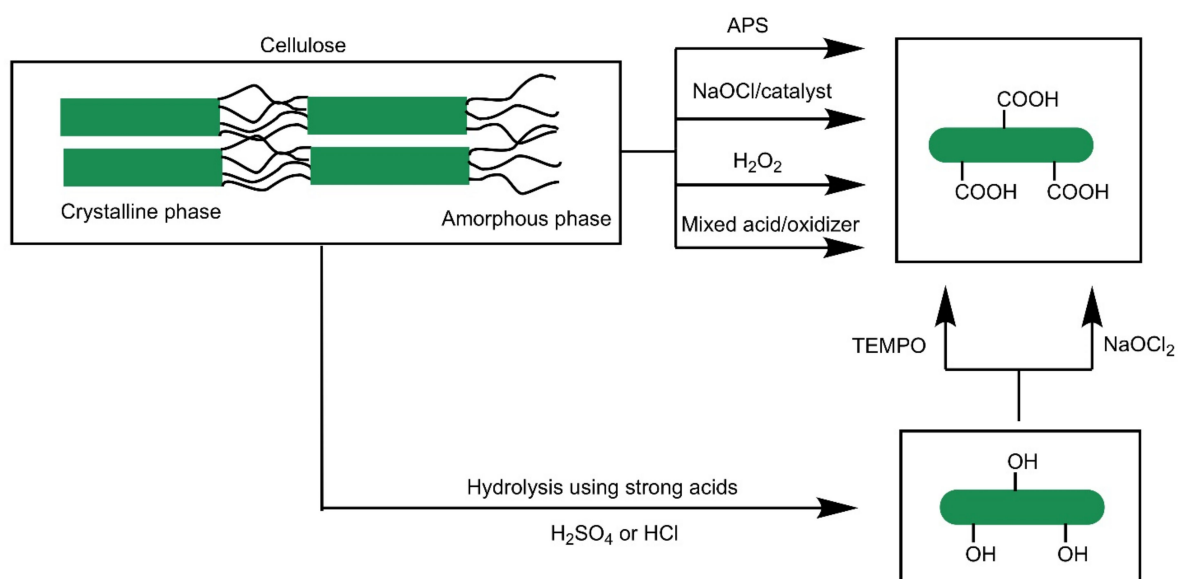 Cellulose
Crystalline phase
Amorphous phase
APS
NaOCl/catalyst
H₂O₂
Mixed acid/oxidizer
COOH
COOH
COOH
TEMPO
NaOCl₂
Hydrolysis using strong acids
H₂SO₄ or HCl
OH
OH
OH